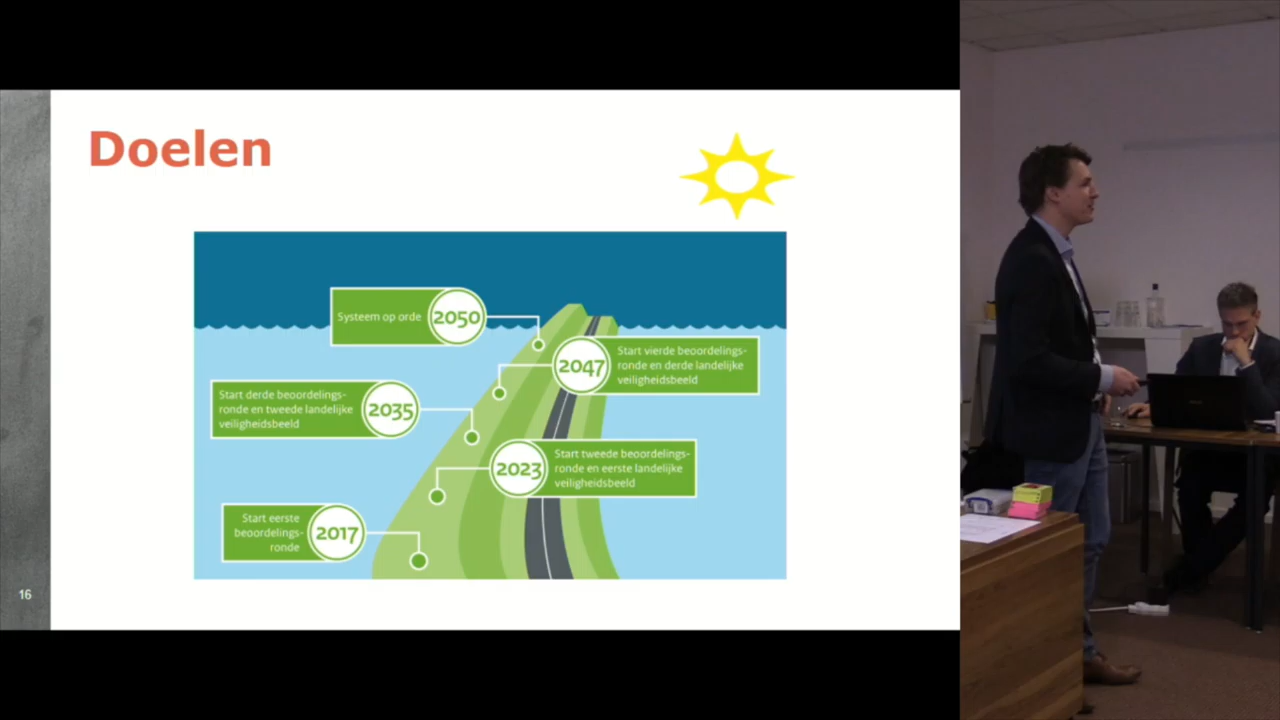 Doelen
Systeem op orde
2050
2047
Start vierde beoordelings-
ronde en derde landelijke
veiligheidsbeeld
Start derde beoordelings-
ronde en tweede landelijke
veiligheidsbeeld
2035
2023
Start tweede beoordelings-
ronde en eerste landelijke
veiligheidsbeeld
Start eerste
beoordelings-
ronde
2017
16